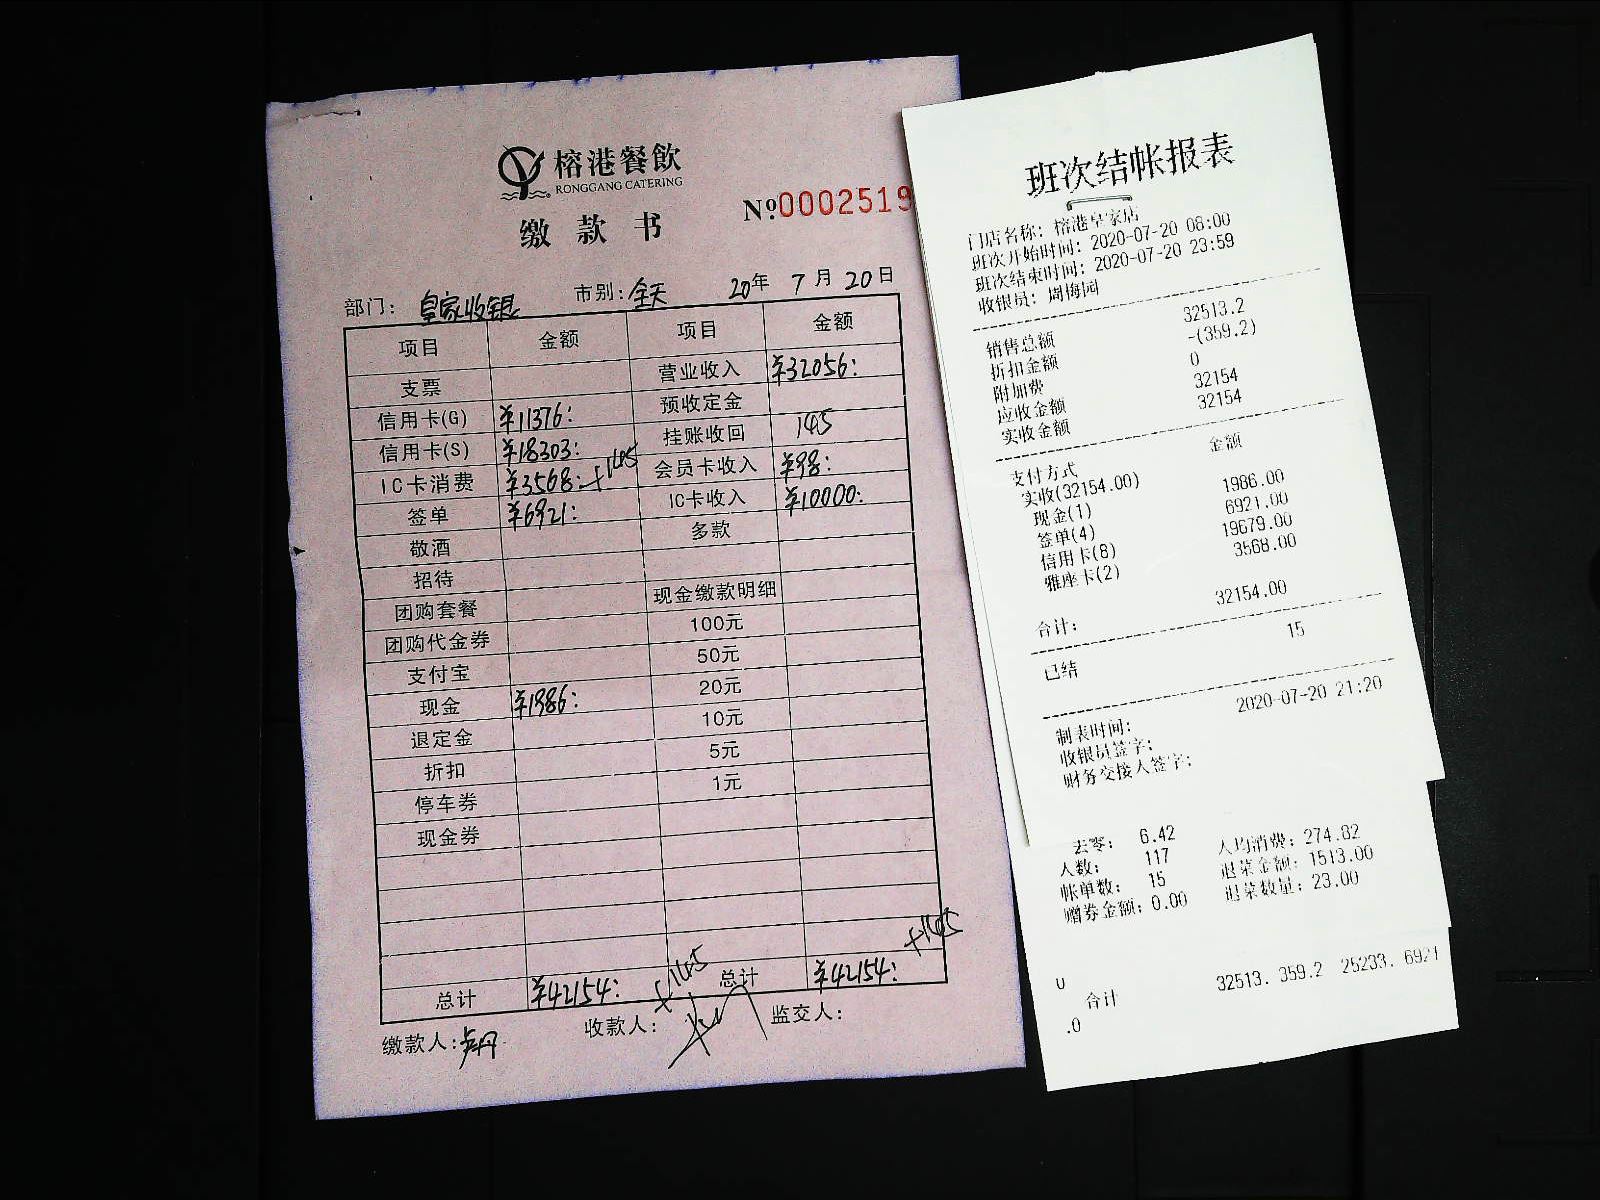 榕港餐飲
RONGGANG CATERING
缴款书
№0002519
部门: 皇家收银 市别: 全天 20年 7月 20日
项目 金额 项目 金额
支票 营业收入 ¥32056:
信用卡(G) ¥11376: 预收定金
信用卡(S) ¥18303: 挂账收回 145
IC卡消费 ¥3568: +145 会员卡收入 ¥98:
签单 ¥6921: IC卡收入 ¥10000:
敬酒 多款
招待
团购套餐 现金缴款明细
团购代金券 100元
支付宝 50元
现金 ¥1986: 20元
退定金 10元
折扣 5元
停车券 1元
现金券
总计 ¥42154: +145 总计 ¥42154: +145
缴款人: 收款人: 监交人:
班次结帐报表
门店名称: 榕港皇家店
班次开始时间: 2020-07-20 08:00
班次结束时间: 2020-07-20 23:59
收银员: 周梅园
销售总额 32513.2
折扣金额 -(359.2)
附加费 0
应收金额 32154
实收金额 32154
支付方式 金额
实收(32154.00)
现金(1) 1986.00
签单(4) 6921.00
信用卡(8) 19679.00
雅座卡(2) 3568.00
合计: 32154.00
已结 15
制表时间: 2020-07-20 21:20
收银员签字:
财务交接人签字:
去零: 6.42
人数: 117 人均消费: 274.82
帐单数: 15 退菜金额: 1513.00
赠券金额: 0.00 退菜数量: 23.00
0
合计 32513. 359.2 25233. 6921
.0